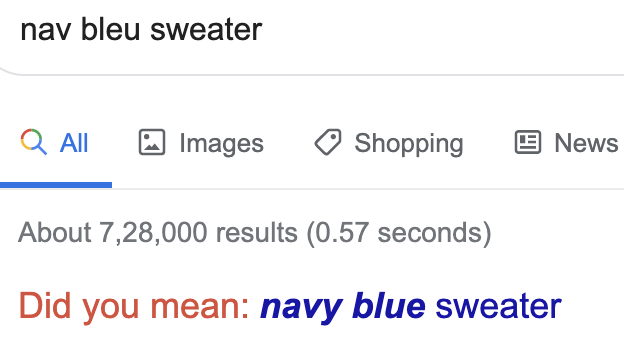 nav bleu sweater
All Images Shopping News
About 7,28,000 results (0.57 seconds)
Did you mean: navy blue sweater